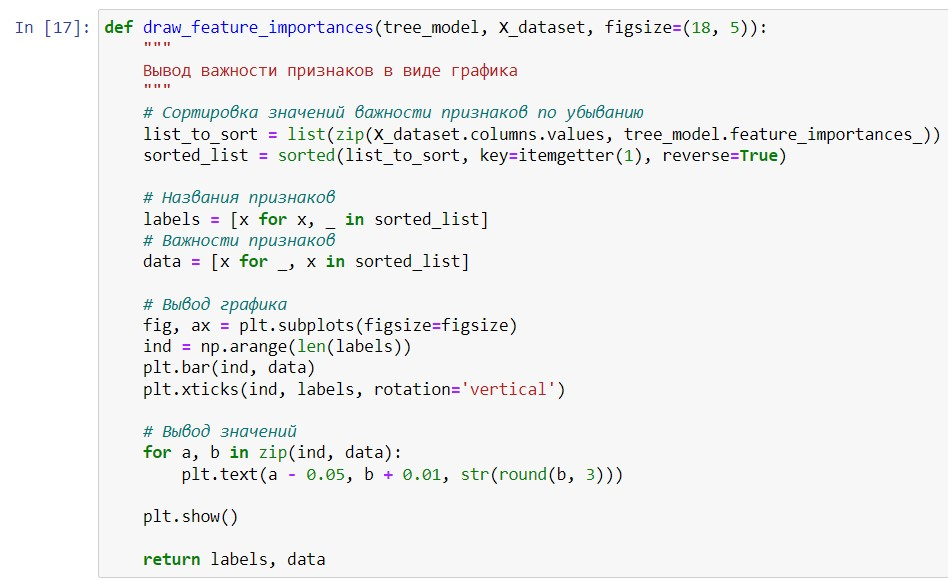 In [17]: def draw_feature_importances(tree_model, X_dataset, figsize=(18, 5)):
    """
    Вывод важности признаков в виде графика
    """
    # Сортировка значений важности признаков по убыванию
    list_to_sort = list(zip(X_dataset.columns.values, tree_model.feature_importances_))
    sorted_list = sorted(list_to_sort, key=itemgetter(1), reverse=True)

    # Названия признаков
    labels = [x for x, _ in sorted_list]
    # Важности признаков
    data = [x for _, x in sorted_list]

    # Вывод графика
    fig, ax = plt.subplots(figsize=figsize)
    ind = np.arange(len(labels))
    plt.bar(ind, data)
    plt.xticks(ind, labels, rotation='vertical')

    # Вывод значений
    for a, b in zip(ind, data):
        plt.text(a - 0.05, b + 0.01, str(round(b, 3)))

    plt.show()

    return labels, data